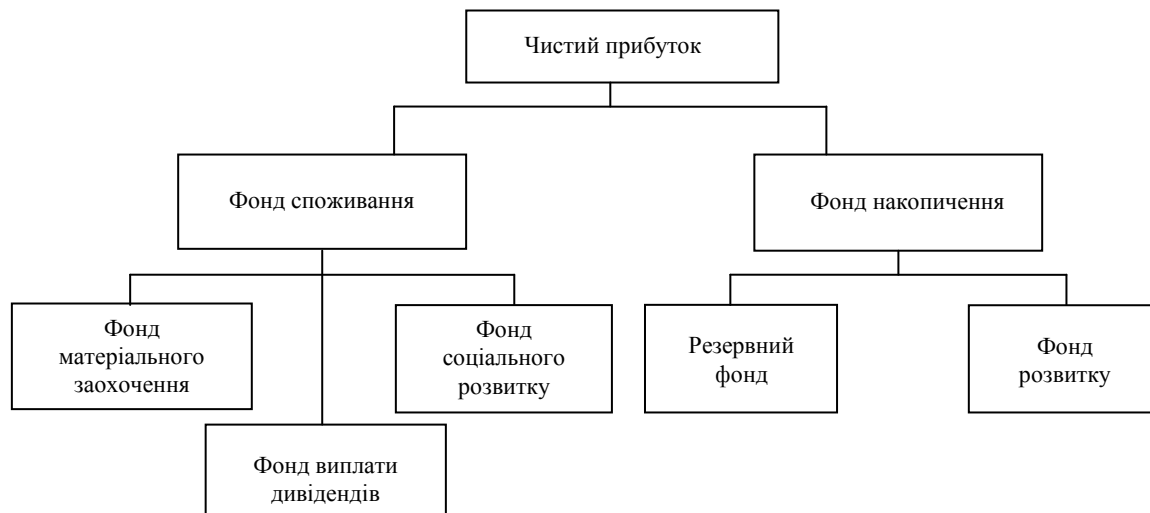 Чистий прибуток
Фонд споживання
Фонд накопичення
Фонд
матеріального
заохочення
Фонд
соціального
розвитку
Резервний
фонд
Фонд
розвитку
Фонд виплати
дивідендів